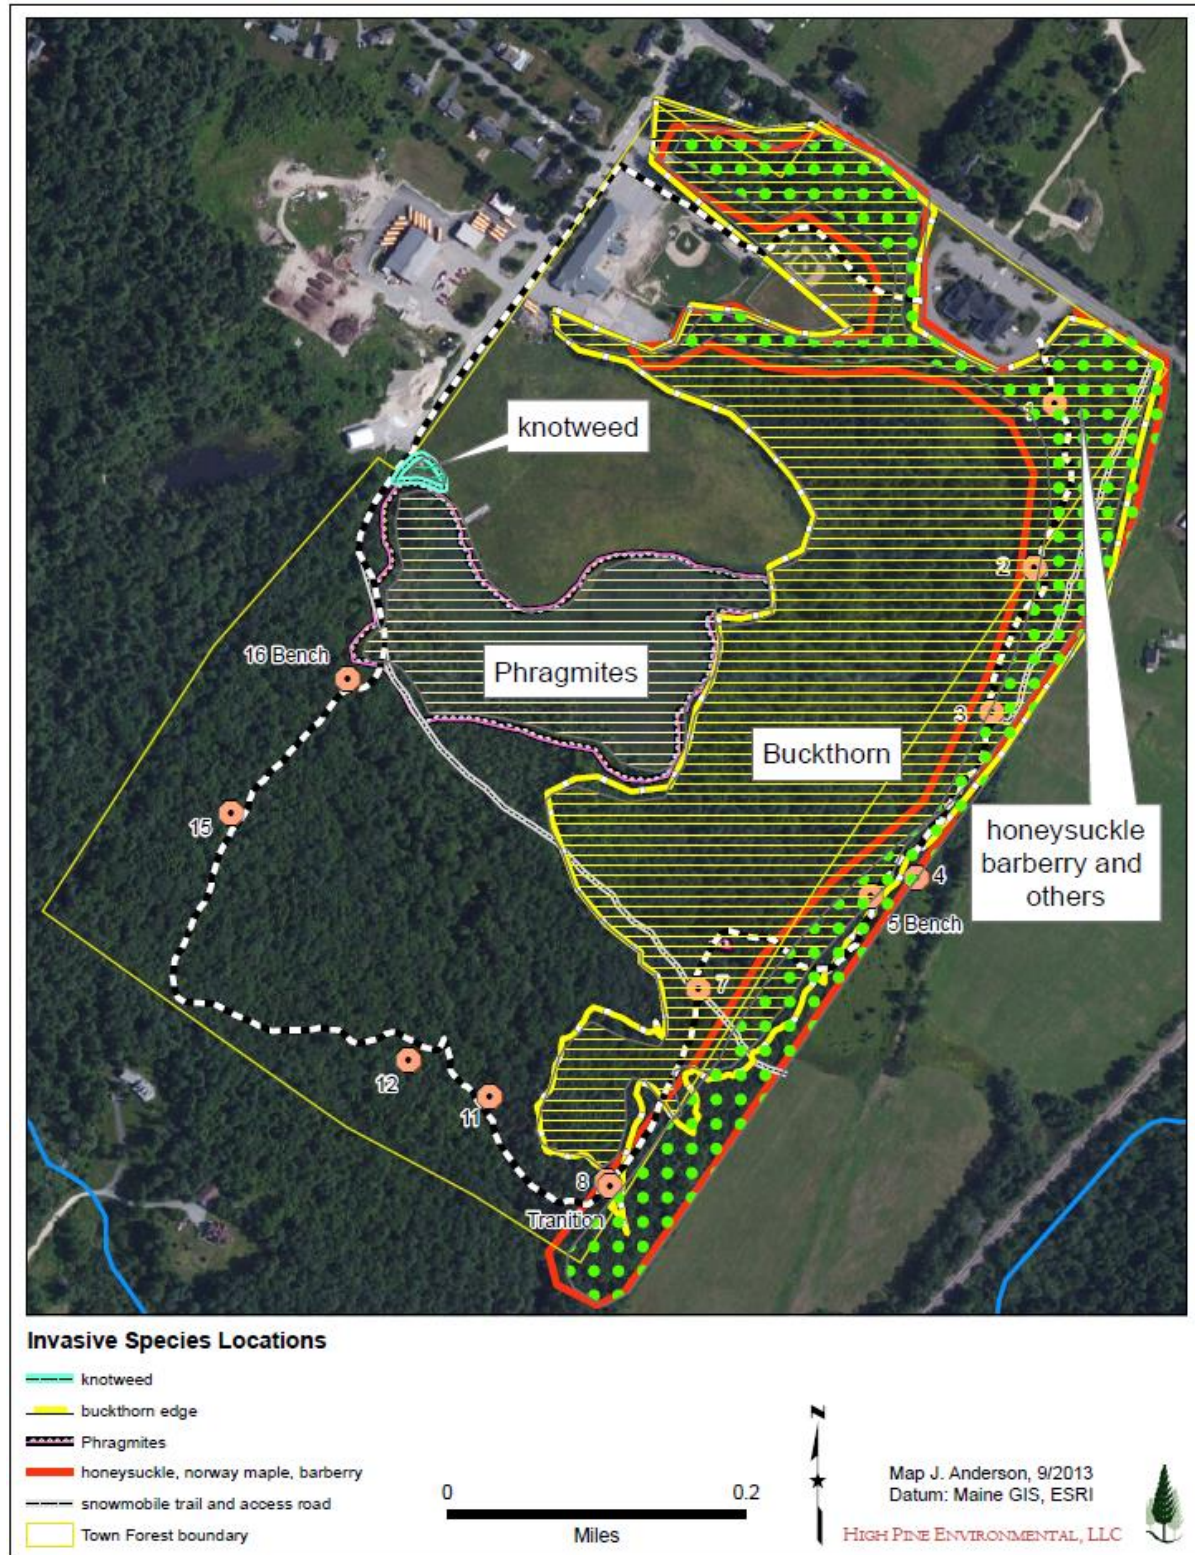 knotweed
1
2
16 Bench
Phragmites
3
Buckthorn
15
honeysuckle
barberry and
others
4
5 Bench
7
12
11
8
Tranition
Invasive Species Locations
knotweed
buckthorn edge
Phragmites
honeysuckle, norway maple, barberry
snowmobile trail and access road
Town Forest boundary
0 0.2
Miles
N
Map J. Anderson, 9/2013
Datum: Maine GIS, ESRI
HIGH PINE ENVIRONMENTAL, LLC